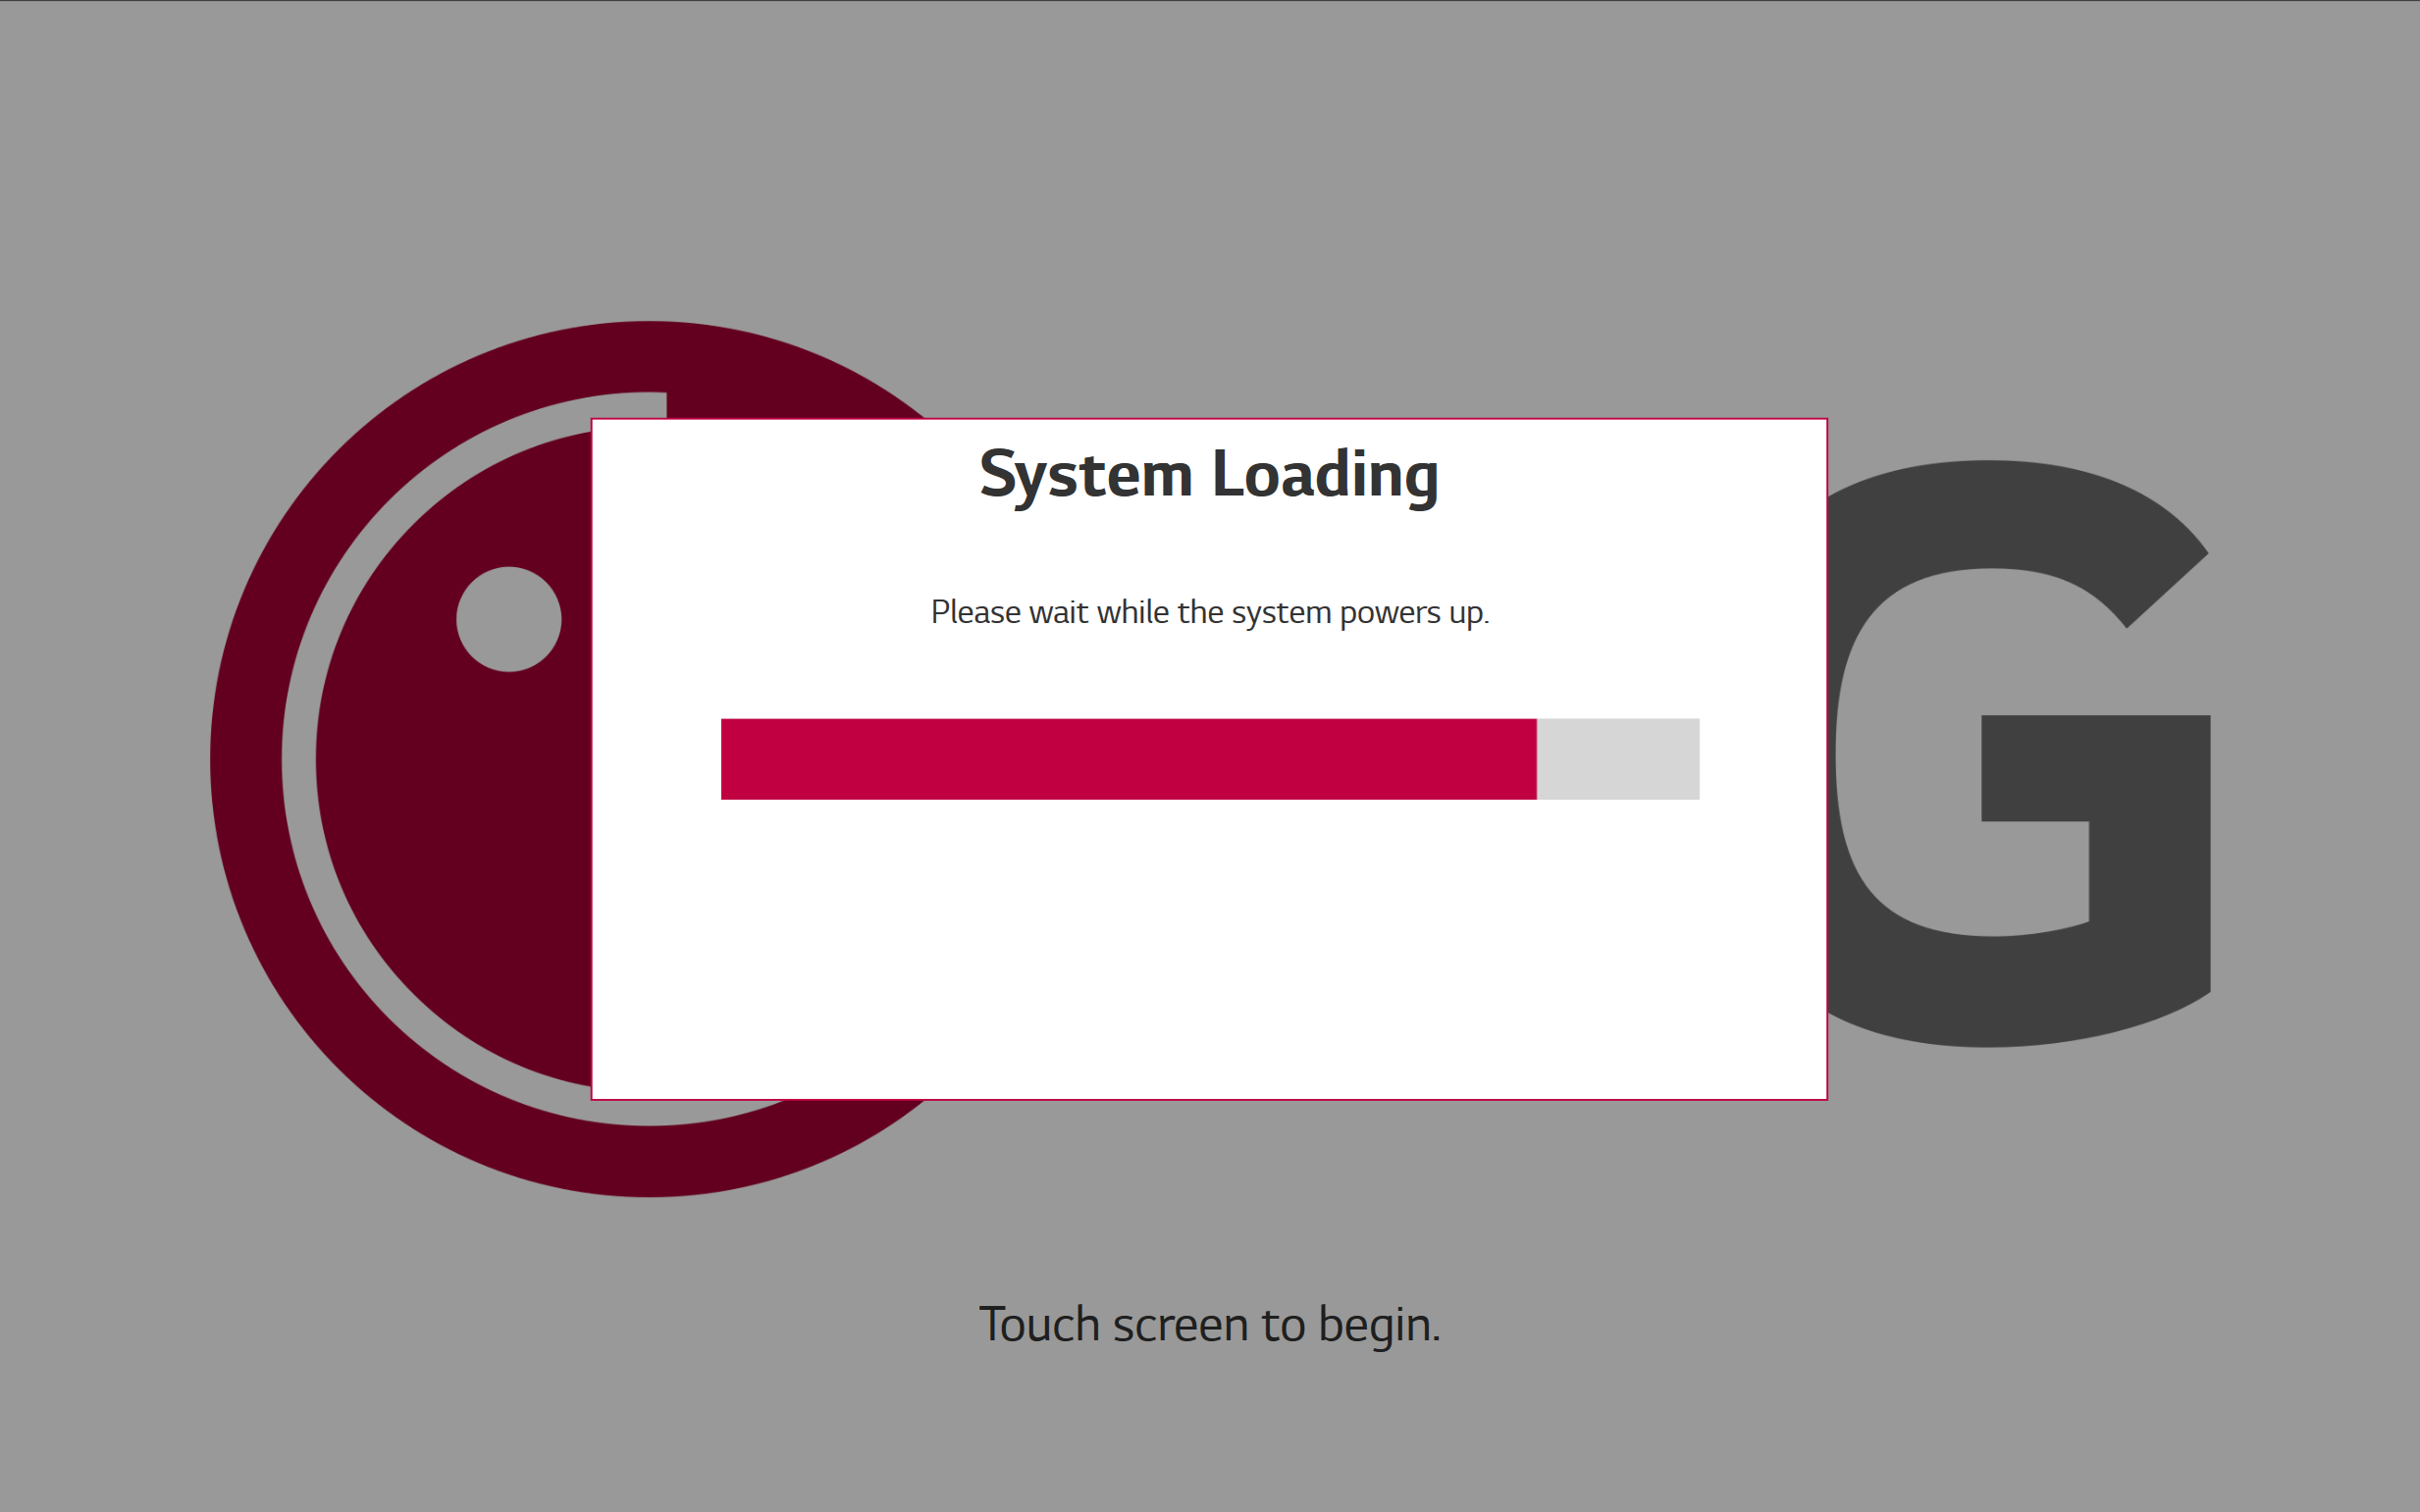 System Loading
Please wait while the system powers up.
G
Touch screen to begin.